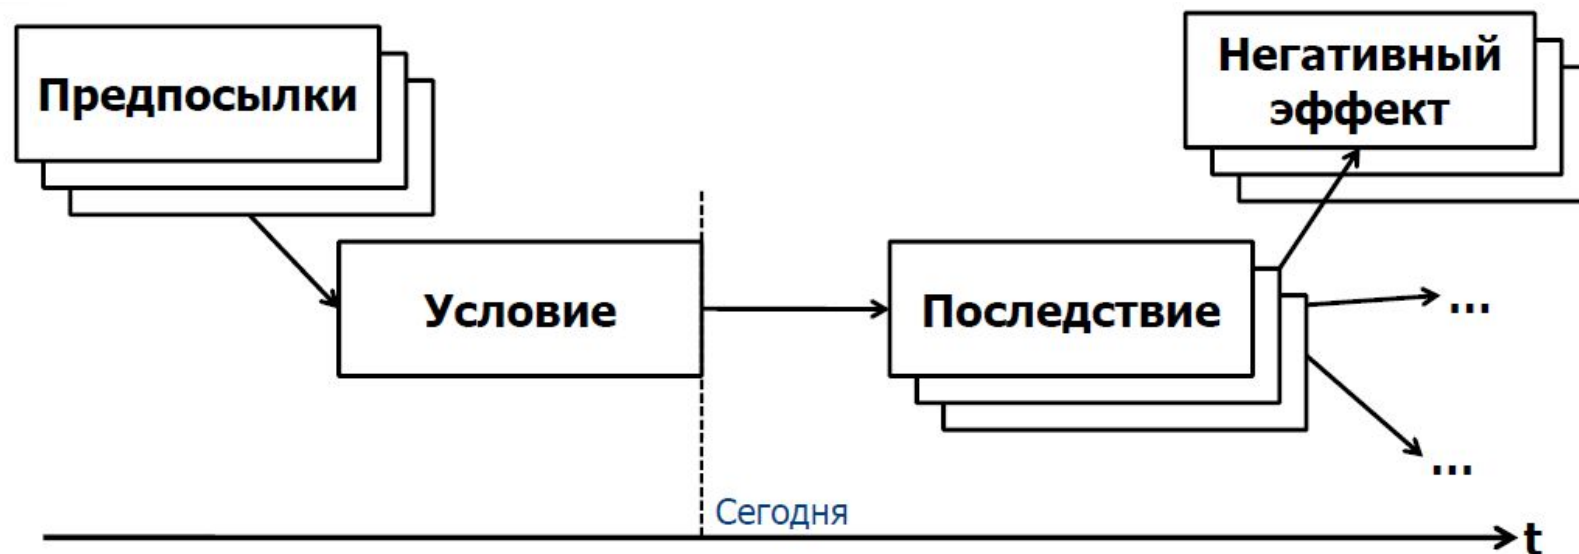 Предпосылки
Негативный
эффект
Условие
Последствие
...
...
Сегодня
t